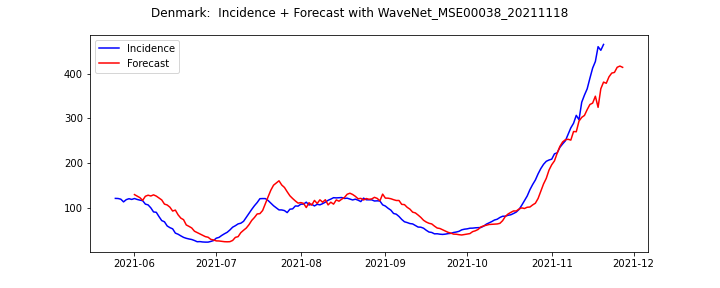 Denmark:  Incidence + Forecast with WaveNet_MSE00038_20211118
Incidence
Forecast
400
300
200
100
2021-06 2021-07 2021-08 2021-09 2021-10 2021-11 2021-12